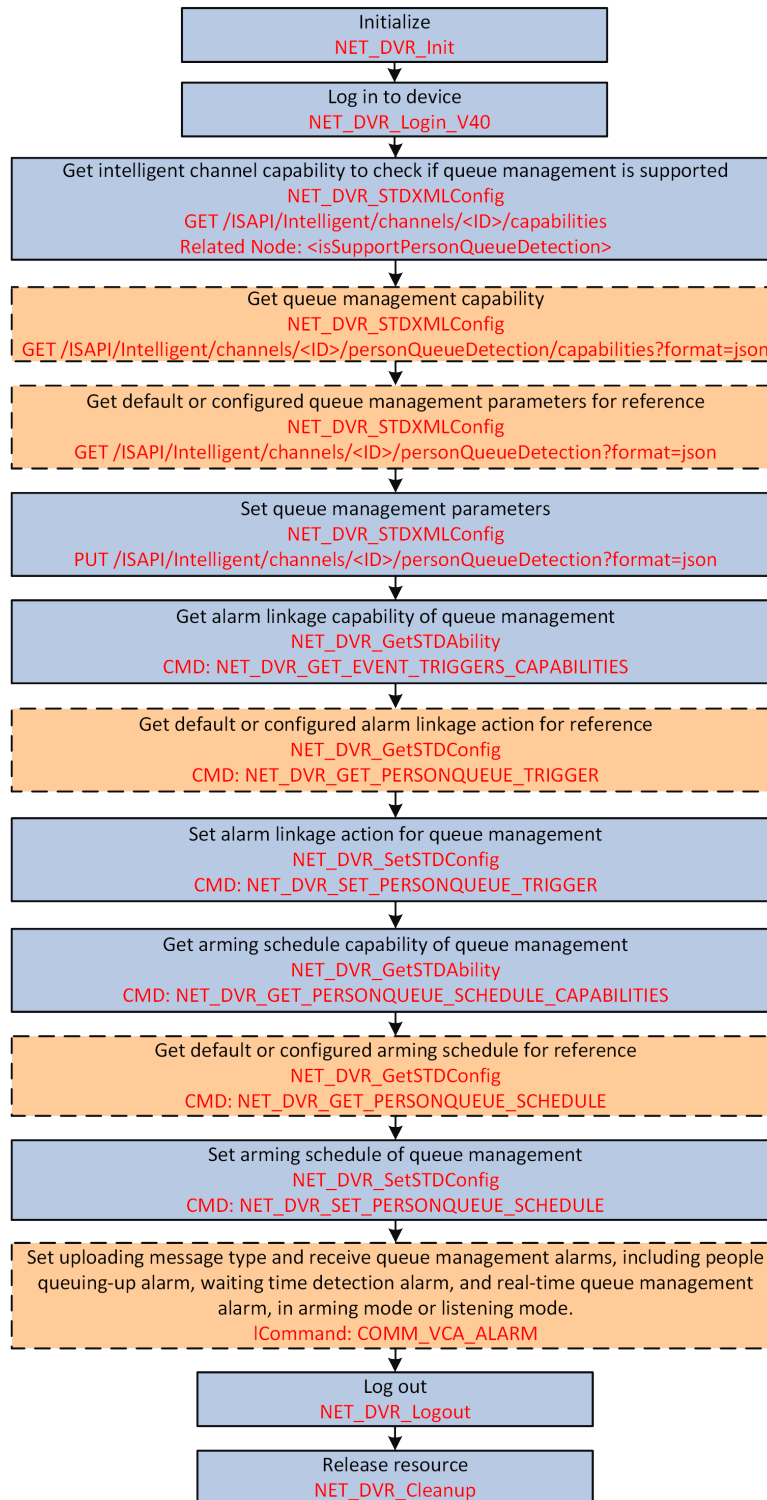 Initialize
NET_DVR_Init
Log in to device
NET_DVR_Login_V40
Get intelligent channel capability to check if queue management is supported
NET_DVR_STDXMLConfig
GET /ISAPI/Intelligent/channels/<ID>/capabilities
Related Node: <isSupportPersonQueueDetection>
Get queue management capability
NET_DVR_STDXMLConfig
GET /ISAPI/Intelligent/channels/<ID>/personQueueDetection/capabilities?format=json
Get default or configured queue management parameters for reference
NET_DVR_STDXMLConfig
GET /ISAPI/Intelligent/channels/<ID>/personQueueDetection?format=json
Set queue management parameters
NET_DVR_STDXMLConfig
PUT /ISAPI/Intelligent/channels/<ID>/personQueueDetection?format=json
Get alarm linkage capability of queue management
NET_DVR_GetSTDAbility
CMD: NET_DVR_GET_EVENT_TRIGGERS_CAPABILITIES
Get default or configured alarm linkage action for reference
NET_DVR_GetSTDConfig
CMD: NET_DVR_GET_PERSONQUEUE_TRIGGER
Set alarm linkage action for queue management
NET_DVR_SetSTDConfig
CMD: NET_DVR_SET_PERSONQUEUE_TRIGGER
Get arming schedule capability of queue management
NET_DVR_GetSTDAbility
CMD: NET_DVR_GET_PERSONQUEUE_SCHEDULE_CAPABILITIES
Get default or configured arming schedule for reference
NET_DVR_GetSTDConfig
CMD: NET_DVR_GET_PERSONQUEUE_SCHEDULE
Set arming schedule of queue management
NET_DVR_SetSTDConfig
CMD: NET_DVR_SET_PERSONQUEUE_SCHEDULE
Set uploading message type and receive queue management alarms, including people
queuing-up alarm, waiting time detection alarm, and real-time queue management
alarm, in arming mode or listening mode.
lCommand: COMM_VCA_ALARM
Log out
NET_DVR_Logout
Release resource
NET_DVR_Cleanup